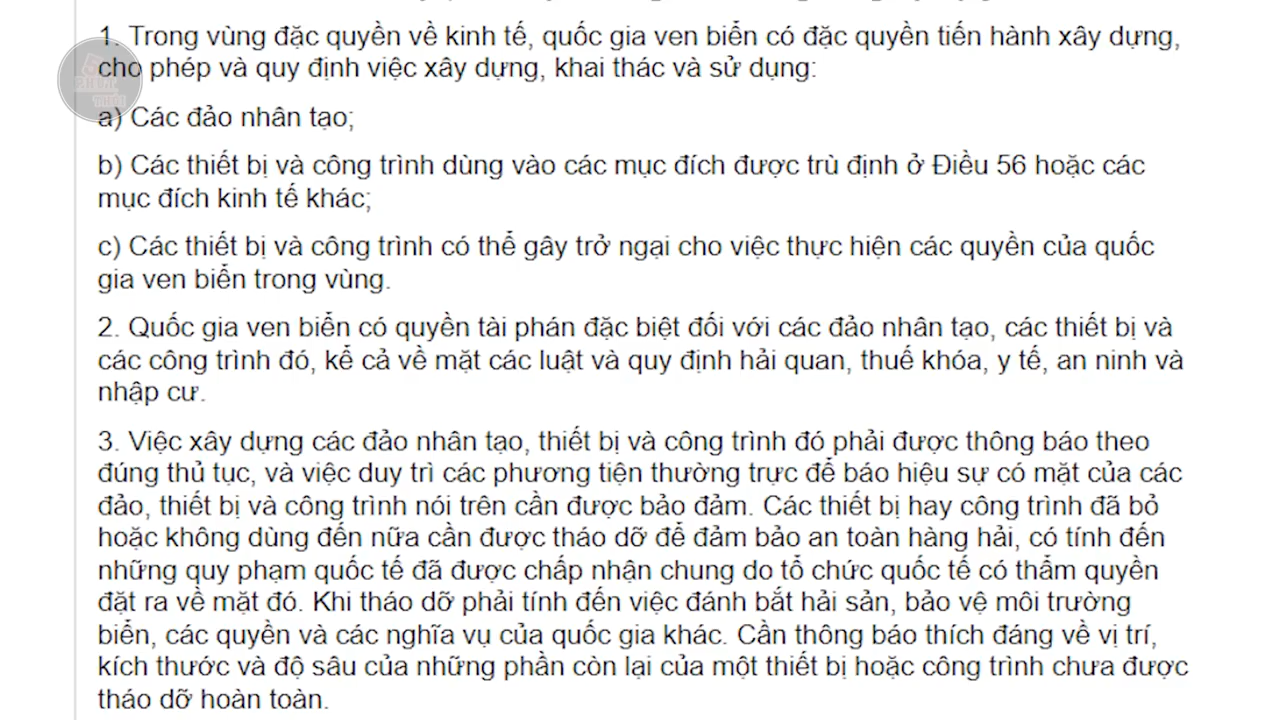 1. Trong vùng đặc quyền về kinh tế, quốc gia ven biển có đặc quyền tiến hành xây dựng,
cho phép và quy định việc xây dựng, khai thác và sử dụng:
a) Các đảo nhân tạo;
b) Các thiết bị và công trình dùng vào các mục đích được trù định ở Điều 56 hoặc các
mục đích kinh tế khác;
c) Các thiết bị và công trình có thể gây trở ngại cho việc thực hiện các quyền của quốc
gia ven biển trong vùng.
2. Quốc gia ven biển có quyền tài phán đặc biệt đối với các đảo nhân tạo, các thiết bị và
các công trình đó, kể cả về mặt các luật và quy định hải quan, thuế khóa, y tế, an ninh và
nhập cư.
3. Việc xây dựng các đảo nhân tạo, thiết bị và công trình đó phải được thông báo theo
đúng thủ tục, và việc duy trì các phương tiện thường trực để báo hiệu sự có mặt của các
đảo, thiết bị và công trình nói trên cần được bảo đảm. Các thiết bị hay công trình đã bỏ
hoặc không dùng đến nữa cần được tháo dỡ để đảm bảo an toàn hàng hải, có tính đến
những quy phạm quốc tế đã được chấp nhận chung do tổ chức quốc tế có thẩm quyền
đặt ra về mặt đó. Khi tháo dỡ phải tính đến việc đánh bắt hải sản, bảo vệ môi trường
biển, các quyền và các nghĩa vụ của quốc gia khác. Cần thông báo thích đáng về vị trí,
kích thước và độ sâu của những phần còn lại của một thiết bị hoặc công trình chưa được
tháo dỡ hoàn toàn.